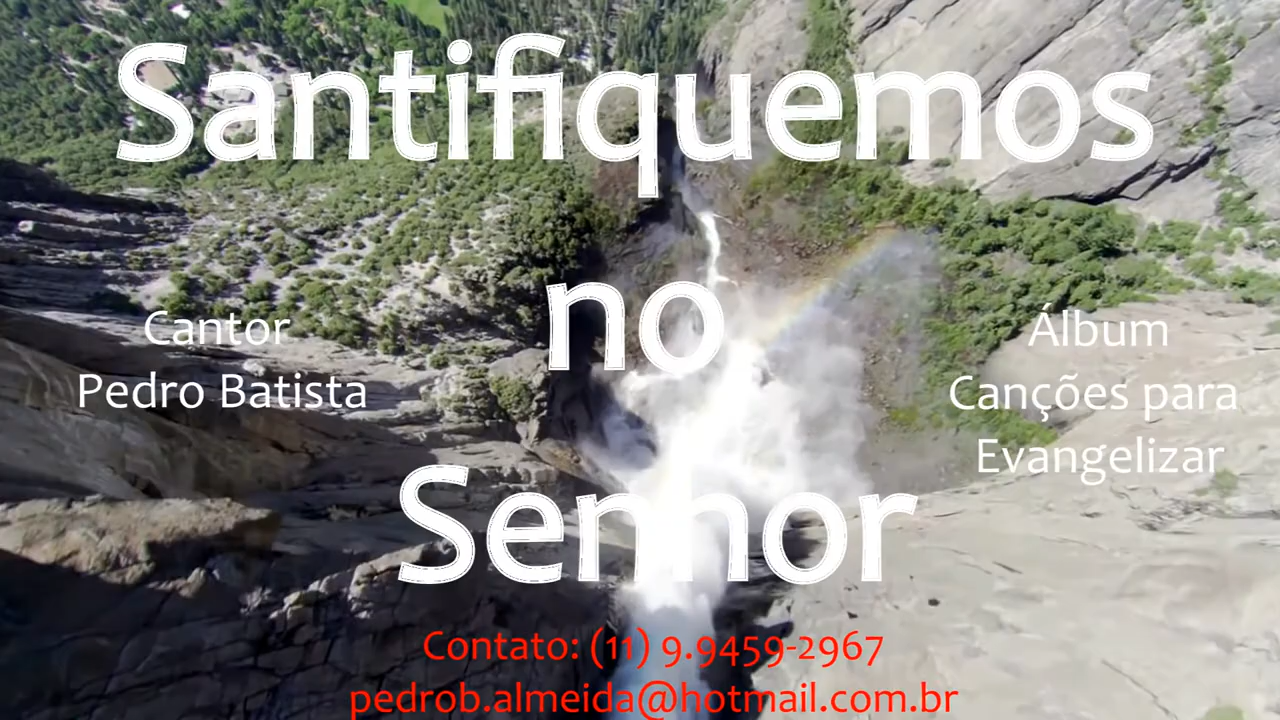 Santifiquemos
no
Cantor
Pedro Batista
Álbum
Canções para
Evangelizar
Senhor
Contato: (11) 9.9459-2967
pedrob.almeida@hotmail.com.br